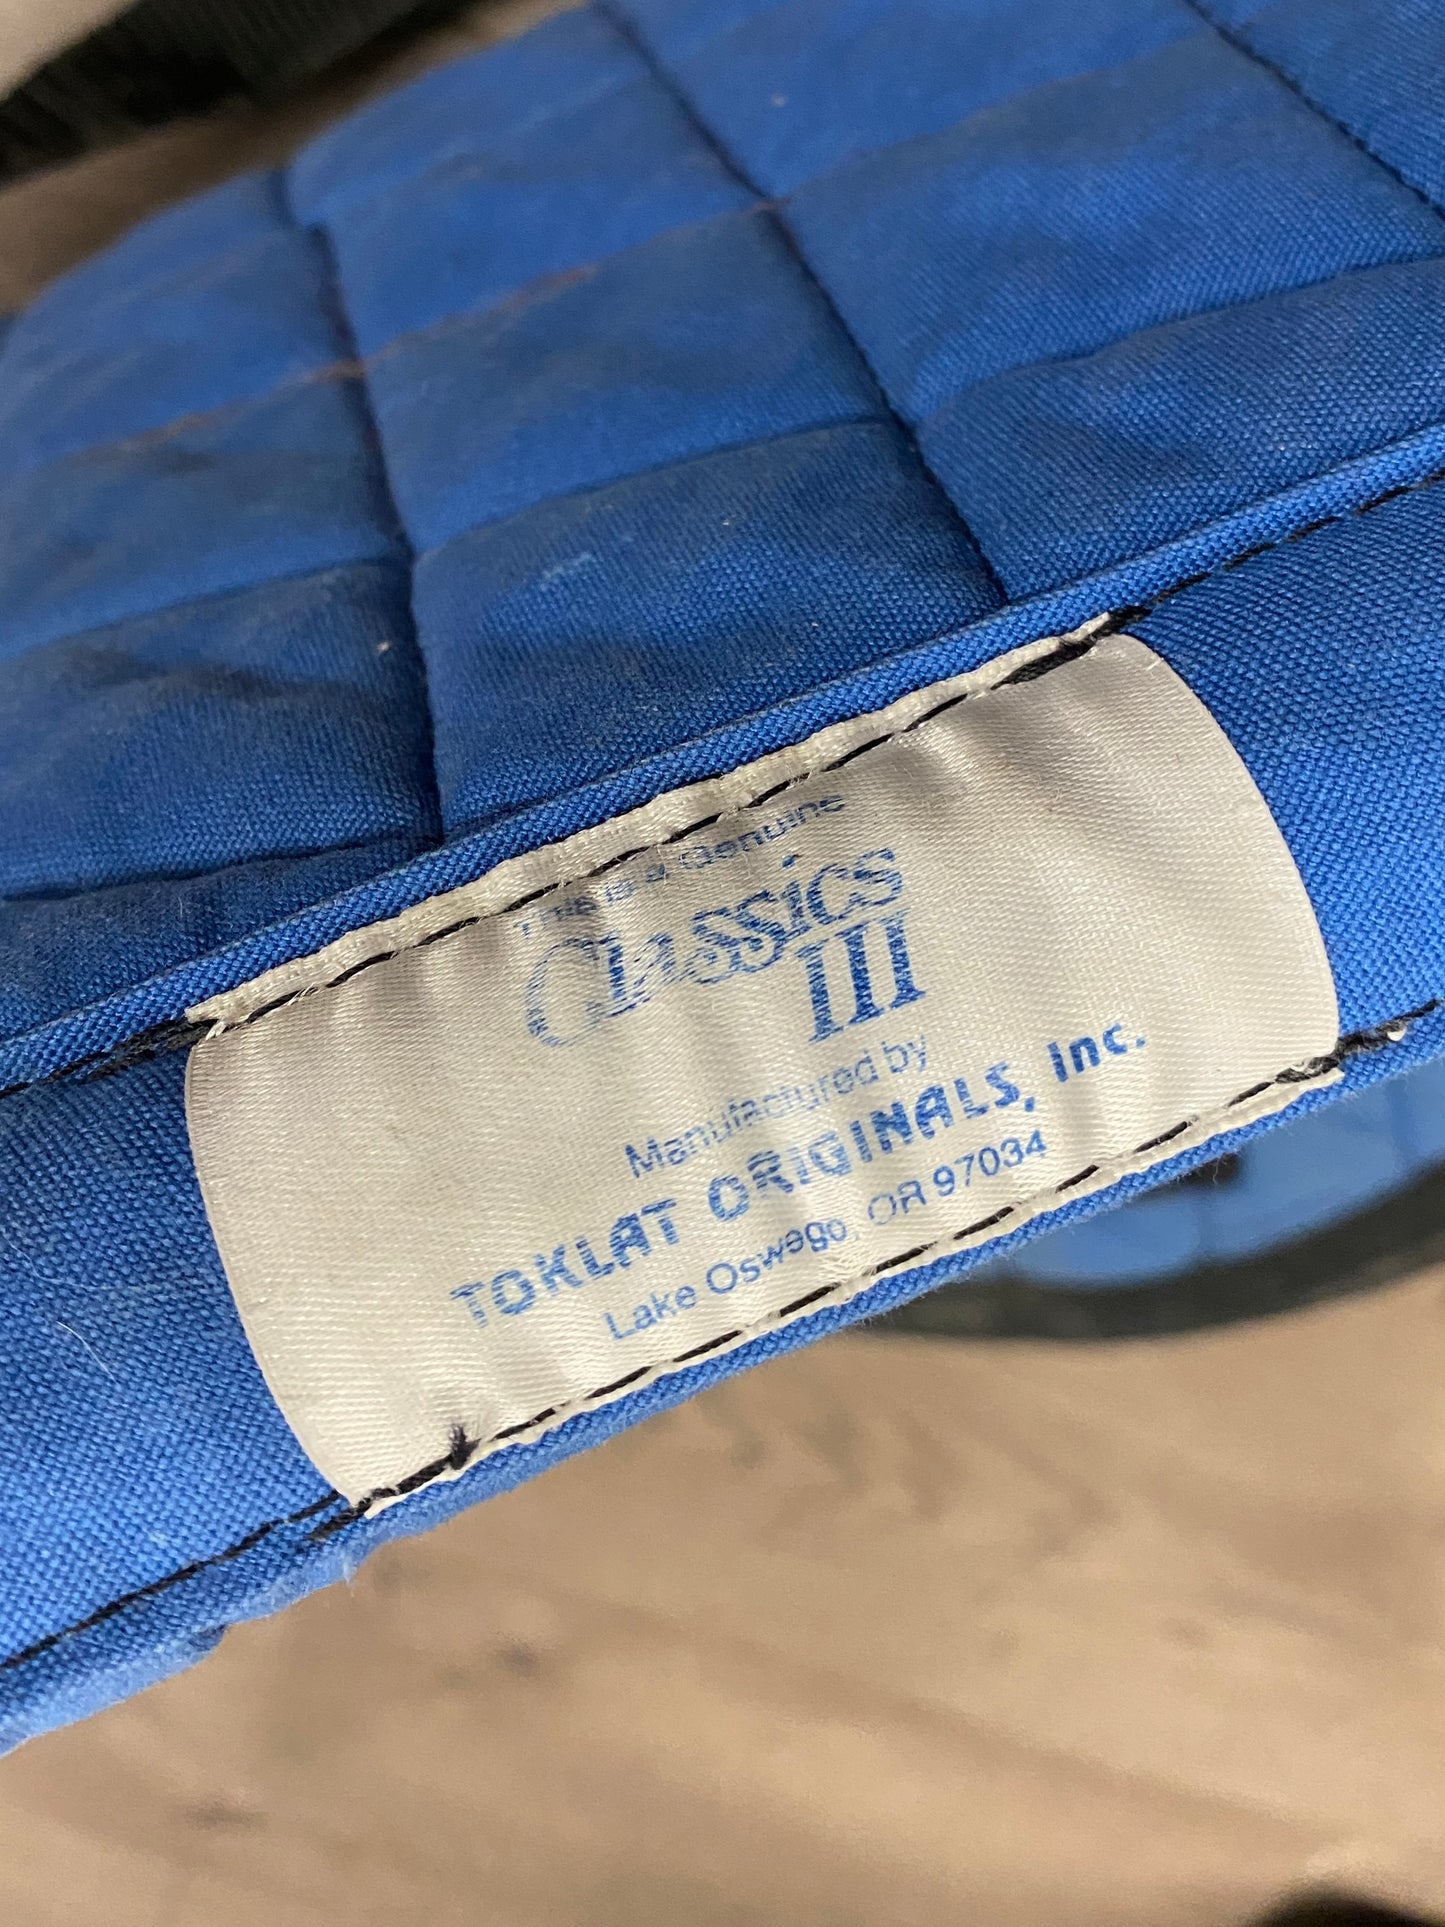 This is a Genuine
Classics
III
Manufactured by
TOKLAT ORIGINALS, Inc.
Lake Oswego, OR 97034